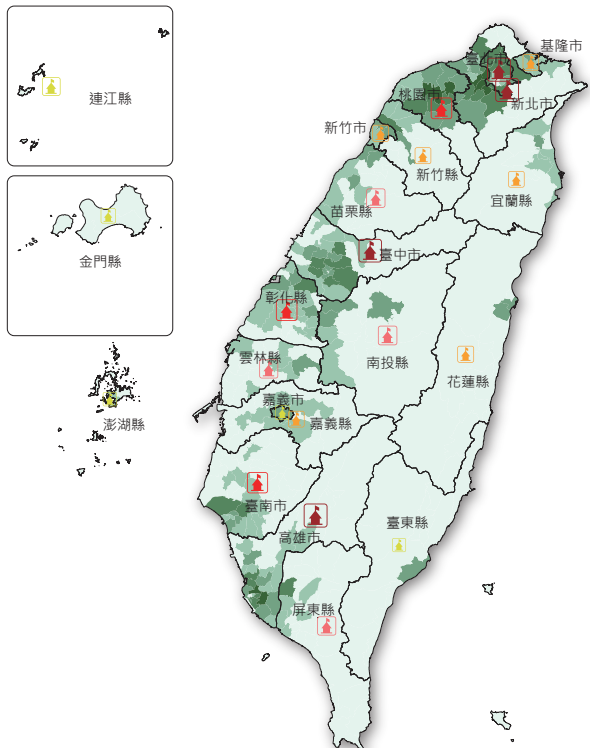 基隆市
臺北市
連江縣
桃園市
新北市
新竹市
新竹縣
宜蘭縣
苗栗縣
臺中市
金門縣
彰化縣
雲林縣
南投縣
花蓮縣
嘉義市
澎湖縣
嘉義縣
臺南市
臺東縣
高雄市
屏東縣